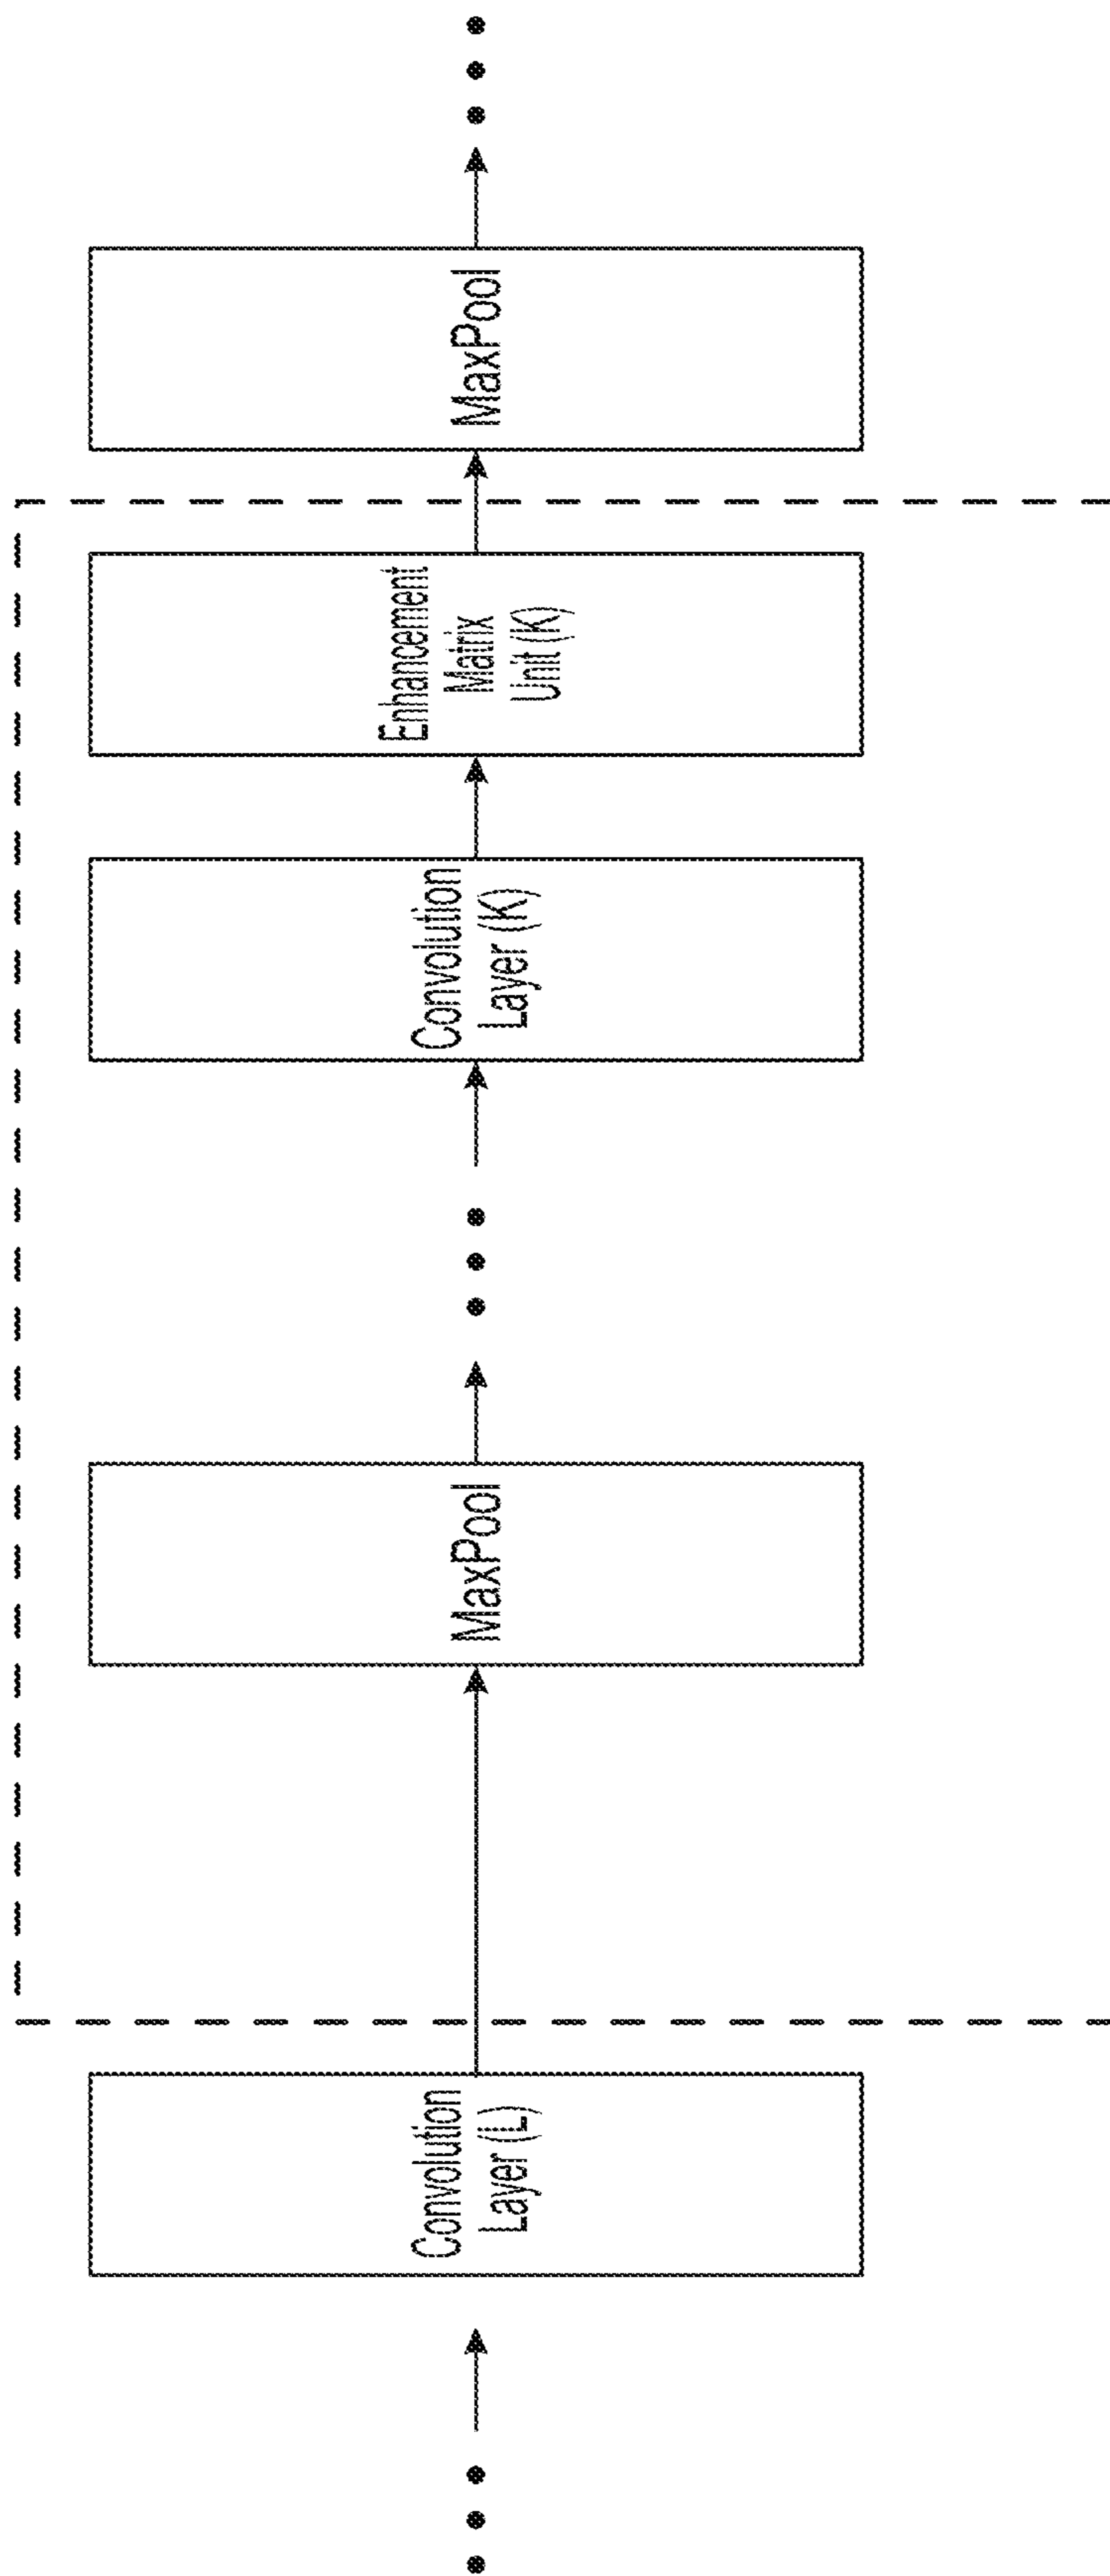 Convolution
Layer (L)
MaxPool
Convolution
Layer (K)
Enhancement
Matrix
Unit (K)
MaxPool